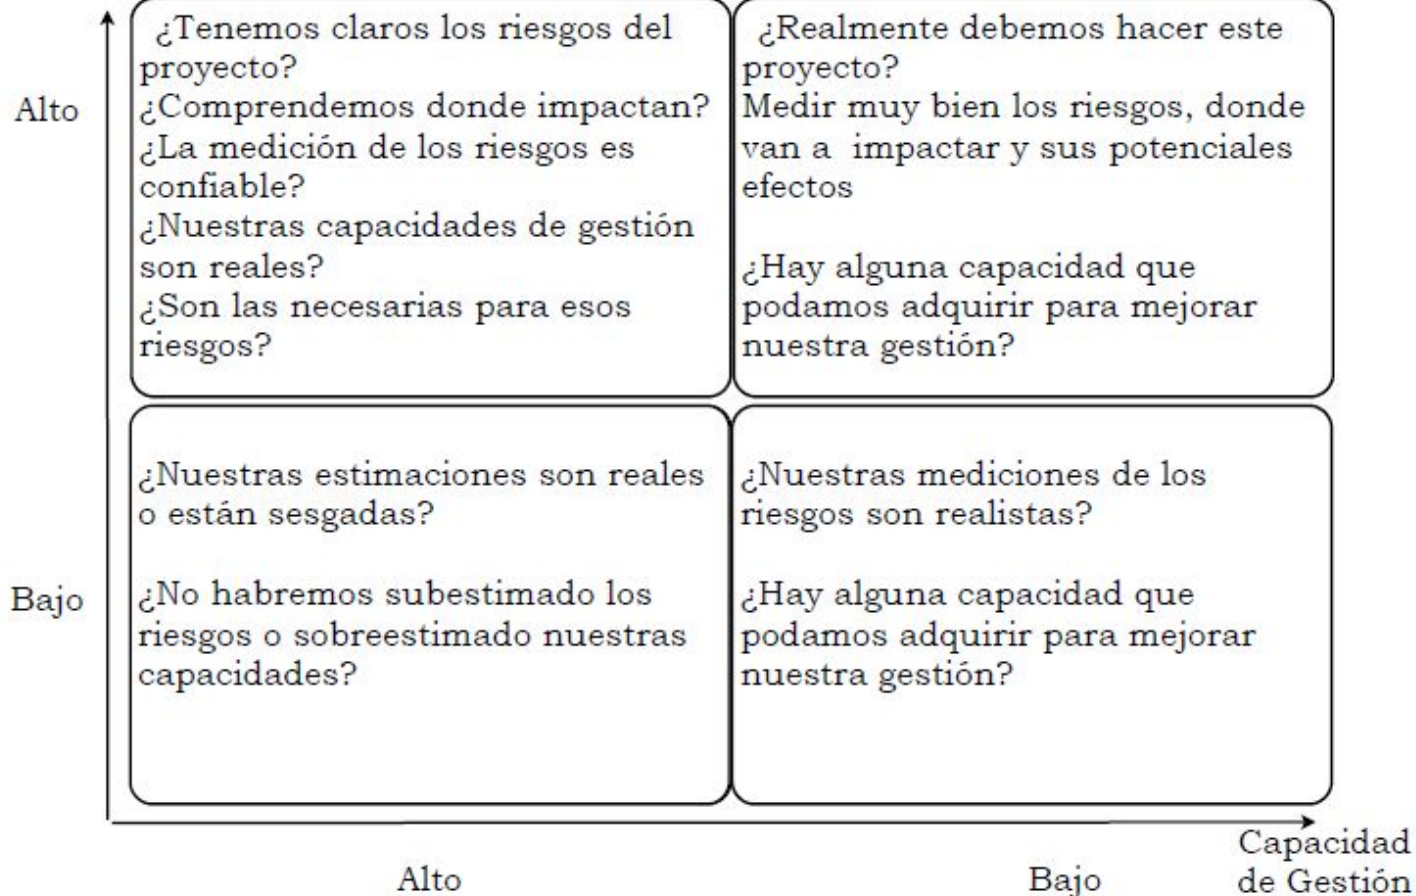 Alto
¿Tenemos claros los riesgos del
proyecto?
¿Comprendemos donde impactan?
¿La medición de los riesgos es
confiable?
¿Nuestras capacidades de gestión
son reales?
¿Son las necesarias para esos
riesgos?
¿Realmente debemos hacer este
proyecto?
Medir muy bien los riesgos, donde
van a impactar y sus potenciales
efectos
¿Hay alguna capacidad que
podamos adquirir para mejorar
nuestra gestión?
Bajo
¿Nuestras estimaciones son reales
o están sesgadas?
¿No habremos subestimado los
riesgos o sobreestimado nuestras
capacidades?
¿Nuestras mediciones de los
riesgos son realistas?
¿Hay alguna capacidad que
podamos adquirir para mejorar
nuestra gestión?
Alto
Bajo
Capacidad
de Gestión